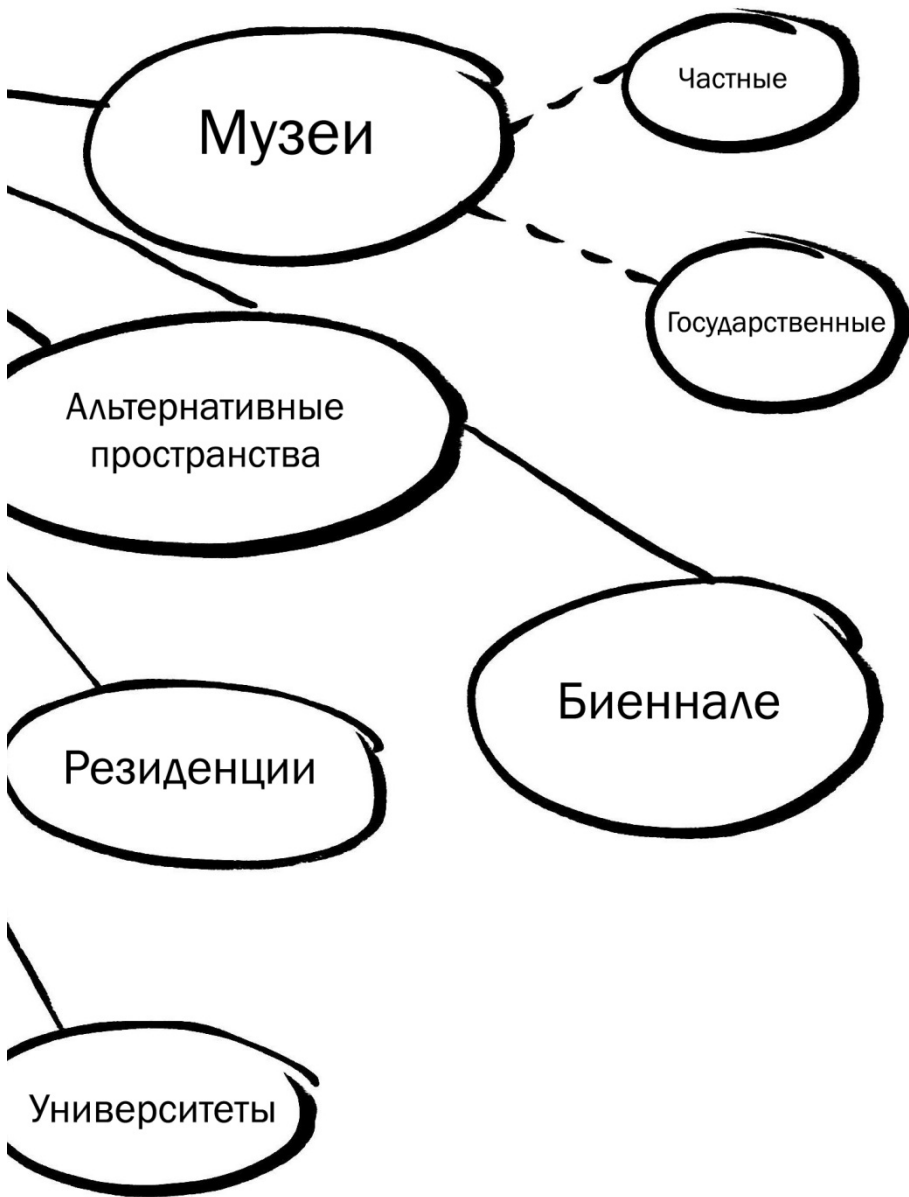 Частные
Музеи
Государственные
Альтернативные
пространства
Биеннале
Резиденции
Университеты